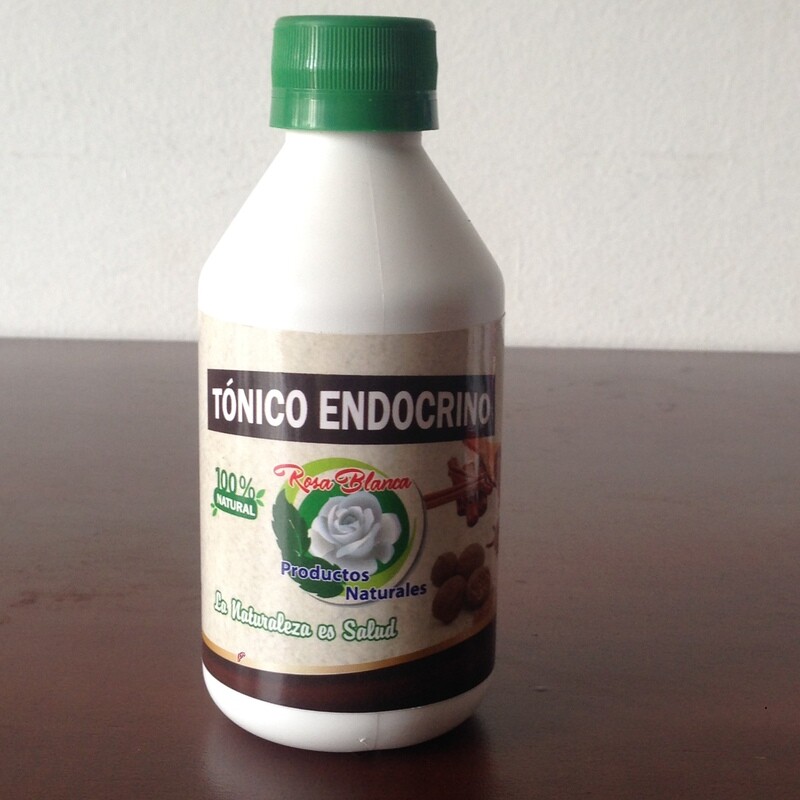 TÓNICO ENDOCRINO
Rosa Blanca
100%
NATURAL
Productos
Naturales
La Naturaleza es Salud